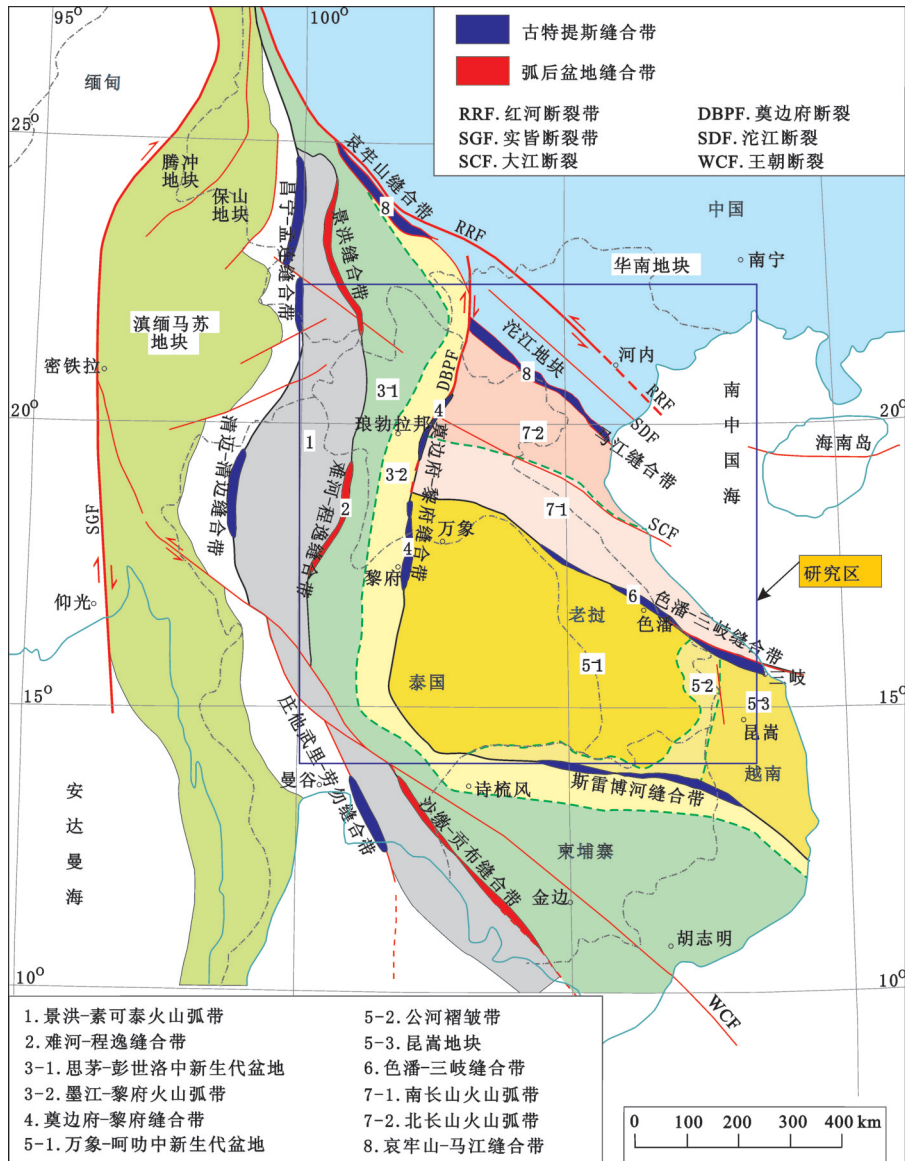 95°
100°
古特提斯缝合带
弧后盆地缝合带
RRF.红河断裂带
DBPF.奠边府断裂
SGF.实皆断裂带
SDF.沱江断裂
SCF.大江断裂
WCF.王朝断裂
缅甸
25°
25°
腾冲
地块
保山
地块
哀牢山缝合带
8
RRF
中国
昌宁-孟连缝合带
景洪缝合带
华南地块
南宁
滇缅马苏
地块
密铁拉
沱江地块
河内
RRF
SDF
DBPF
8
3-1
20°
20°
4
琅勃拉邦
7-2
马江缝合带
南中国海
海南岛
1
清迈-清边缝合带
难河-程逸缝合带
2
3-2
奠边府-黎府缝合带
7-1
SCF
SGF
万象
4
黎府
研究区
仰光
6
色潘-三岐缝合带
老挝
色潘
5-1
三岐
泰国
5-2
5-3
15°
15°
昆嵩
越南
庄他武里-劳勿缝合带
曼谷
诗梳风
斯雷博河缝合带
安达曼海
沙缴-贡布缝合带
柬埔寨
金边
胡志明
10°
10°
WCF
1.景洪-素可泰火山弧带
2.难河-程逸缝合带
3-1.思茅-彭世洛中新生代盆地
3-2.墨江-黎府火山弧带
4.奠边府-黎府缝合带
5-1.万象-呵叻中新生代盆地
5-2.公河褶皱带
5-3.昆嵩地块
6.色潘-三岐缝合带
7-1.南长山火山弧带
7-2.北长山火山弧带
8.哀牢山-马江缝合带
0 100 200 300 400 km